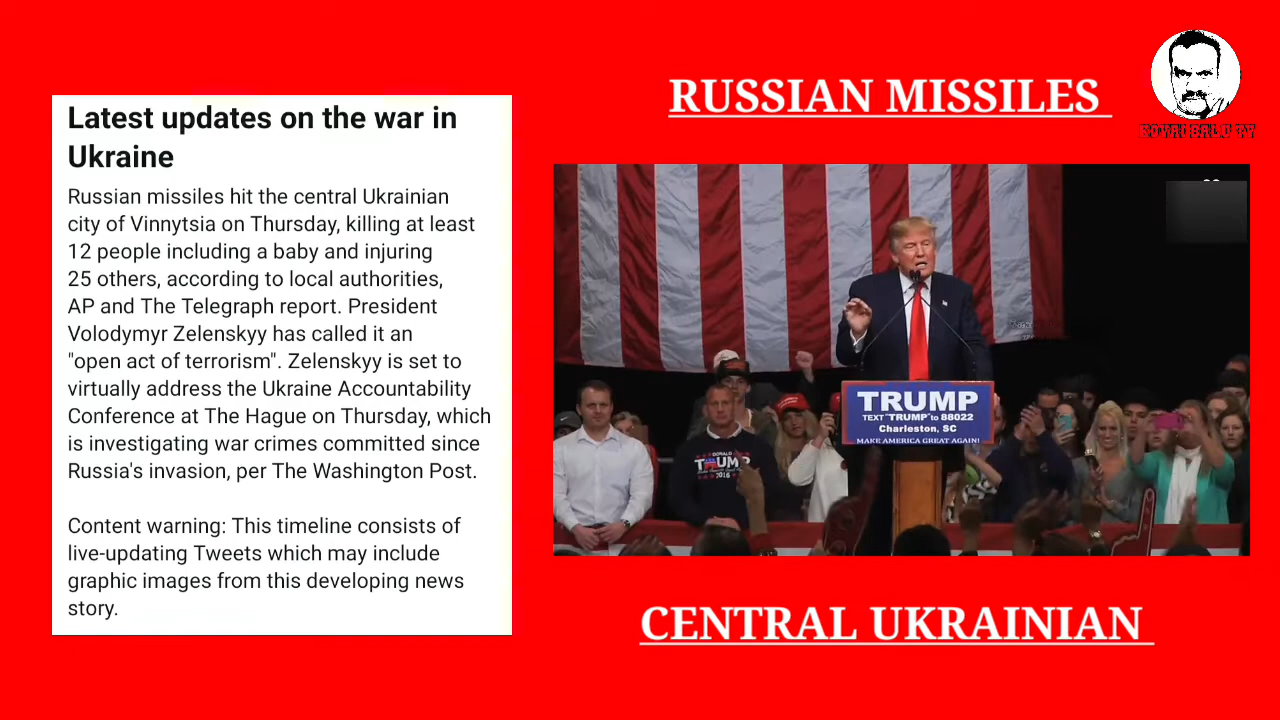 Latest updates on the war in
Ukraine
Russian missiles hit the central Ukrainian
city of Vinnytsia on Thursday, killing at least
12 people including a baby and injuring
25 others, according to local authorities,
AP and The Telegraph report. President
Volodymyr Zelenskyy has called it an
"open act of terrorism". Zelenskyy is set to
virtually address the Ukraine Accountability
Conference at The Hague on Thursday, which
is investigating war crimes committed since
Russia's invasion, per The Washington Post.
Content warning: This timeline consists of
live-updating Tweets which may include
graphic images from this developing news
story.
RUSSIAN MISSILES
TRUMP
TEXT "TRUMP" to 88022
Charleston, SC
MAKE AMERICA GREAT AGAIN!
DONALD
TRUMP
2016
CENTRAL UKRAINIAN